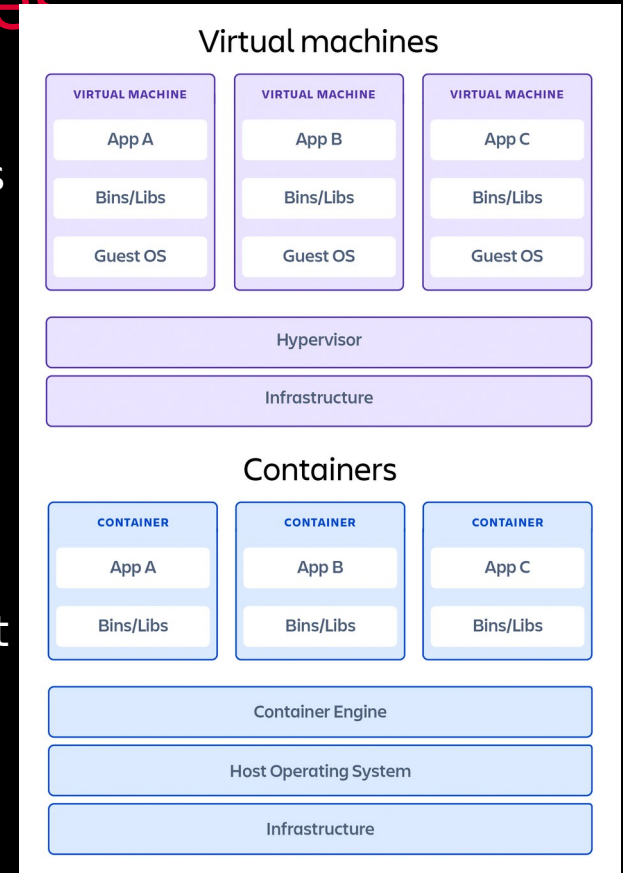 Virtual machines
VIRTUAL MACHINE VIRTUAL MACHINE VIRTUAL MACHINE
App A App B App C
Bins/Libs Bins/Libs Bins/Libs
Guest OS Guest OS Guest OS
Hypervisor
Infrastructure
Containers
CONTAINER CONTAINER CONTAINER
App A App B App C
Bins/Libs Bins/Libs Bins/Libs
Container Engine
Host Operating System
Infrastructure